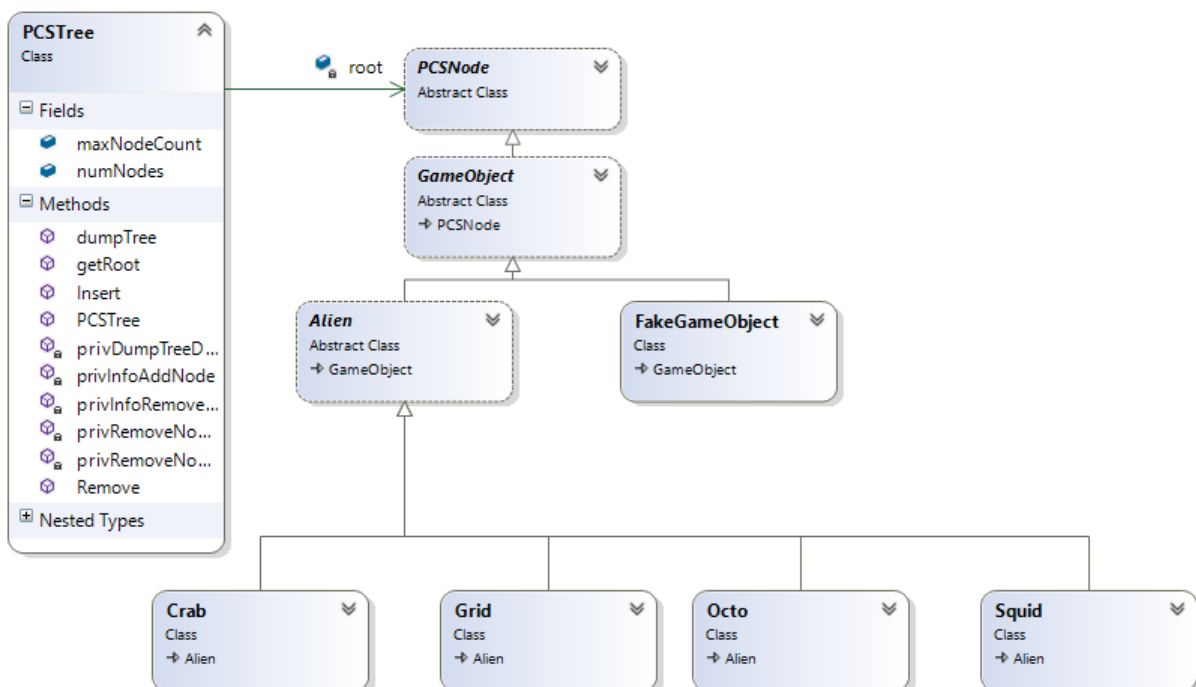 PCSTree
Class
Fields
maxNodeCount
numNodes
Methods
dumpTree
getRoot
Insert
PCSTree
privDumpTreeD...
privInfoAddNode
privInfoRemove...
privRemoveNo...
privRemoveNo...
Remove
Nested Types
root
PCSNode
Abstract Class
GameObject
Abstract Class
PCSNode
Alien
Abstract Class
GameObject
FakeGameObject
Class
GameObject
Crab
Class
Alien
Grid
Class
Alien
Octo
Class
Alien
Squid
Class
Alien